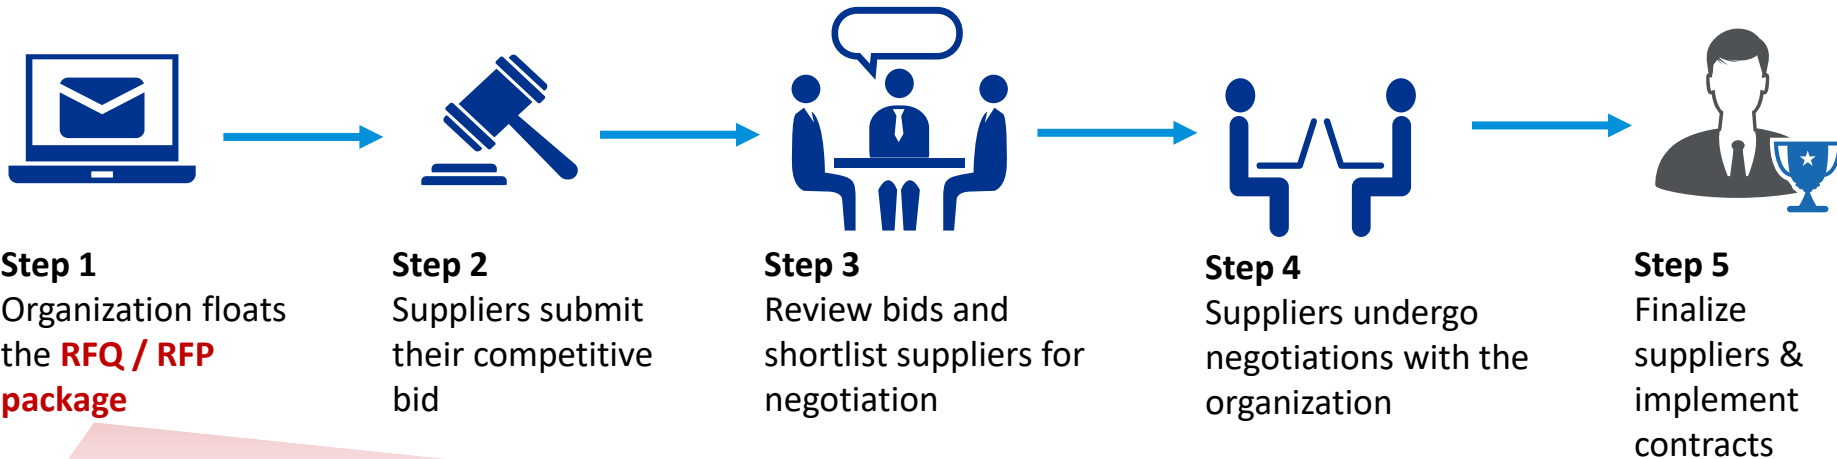 Step 1
Organization floats
the RFQ / RFP
package
Step 2
Suppliers submit
their competitive
bid
Step 3
Review bids and
shortlist suppliers for
negotiation
Step 4
Suppliers undergo
negotiations with the
organization
Step 5
Finalize
suppliers &
implement
contracts